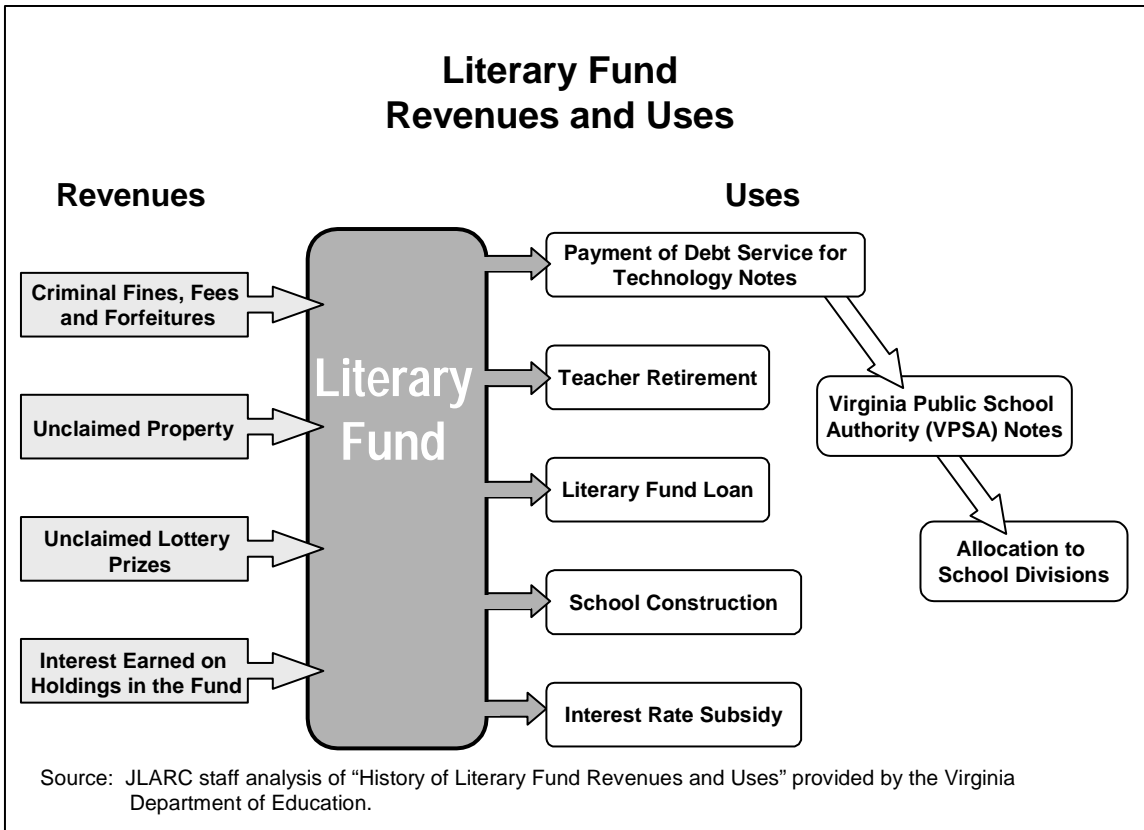 Literary Fund
Revenues and Uses
Revenues
Uses
Criminal Fines, Fees
and Forfeitures
Unclaimed Property
Unclaimed Lottery
Prizes
Interest Earned on
Holdings in the Fund
Literary
Fund
Payment of Debt Service for
Technology Notes
Teacher Retirement
Literary Fund Loan
School Construction
Interest Rate Subsidy
Virginia Public School
Authority (VPSA) Notes
Allocation to
School Divisions
Source:  JLARC staff analysis of “History of Literary Fund Revenues and Uses” provided by the Virginia
Department of Education.